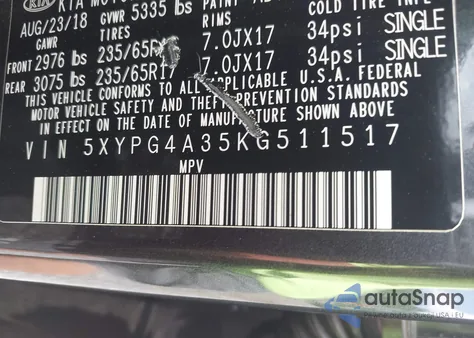 KIA KIA MOTO
AUG/23/18 GVWR 5335 lbs COLD TIRE INF
GAWR TIRES RIMS
FRONT 2976 lbs 235/65R 7.0JX17 34psi SINGLE
REAR 3075 lbs 235/65R17 7.0JX17 34psi SINGLE
THIS VEHICLE CONFORMS TO ALL APPLICABLE U.S.A. FEDERAL
MOTOR VEHICLE SAFETY AND THEFT PREVENTION STANDARDS
IN EFFECT ON THE DATE OF MANUFACTURE SHOWN ABOVE
VIN 5XYPG4A35KG511517
MPV
autoSnap